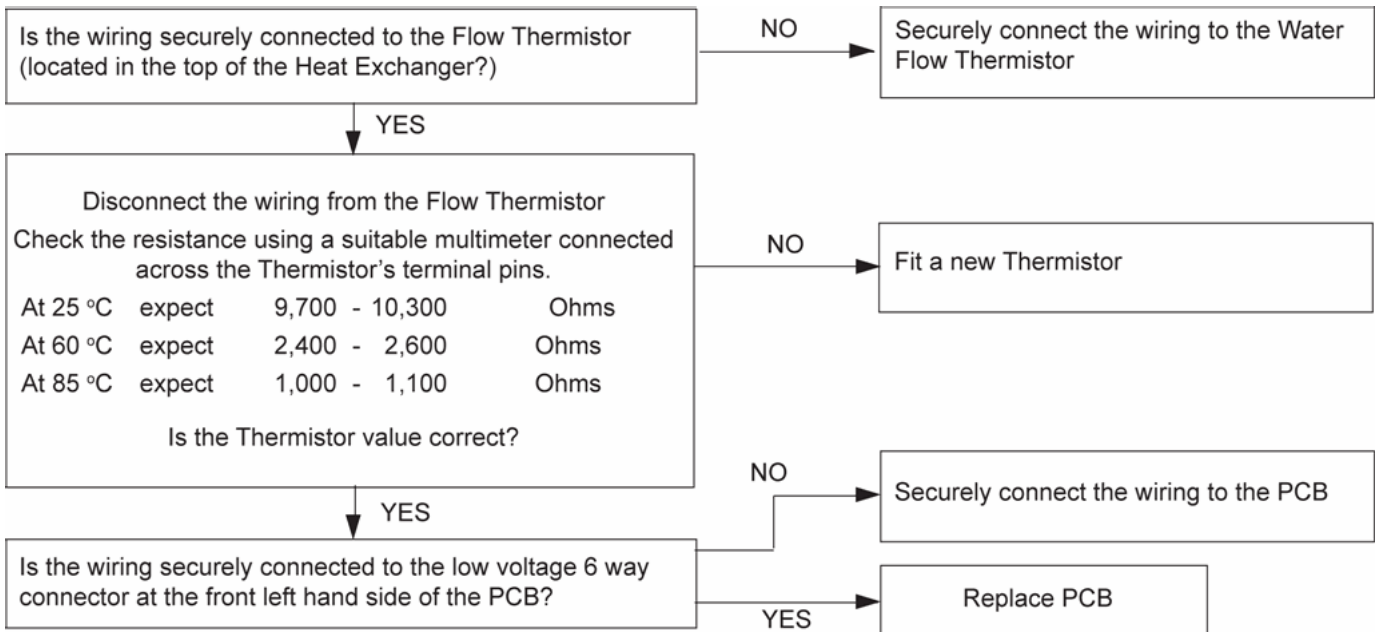 Is the wiring securely connected to the Flow Thermistor
(located in the top of the Heat Exchanger?)
NO
Securely connect the wiring to the Water
Flow Thermistor
YES
Disconnect the wiring from the Flow Thermistor
Check the resistance using a suitable multimeter connected
across the Thermistor's terminal pins.
At 25 °C expect 9,700 - 10,300 Ohms
At 60 °C expect 2,400 - 2,600 Ohms
At 85 °C expect 1,000 - 1,100 Ohms
Is the Thermistor value correct?
NO
Fit a new Thermistor
YES
Is the wiring securely connected to the low voltage 6 way
connector at the front left hand side of the PCB?
NO
Securely connect the wiring to the PCB
YES
Replace PCB